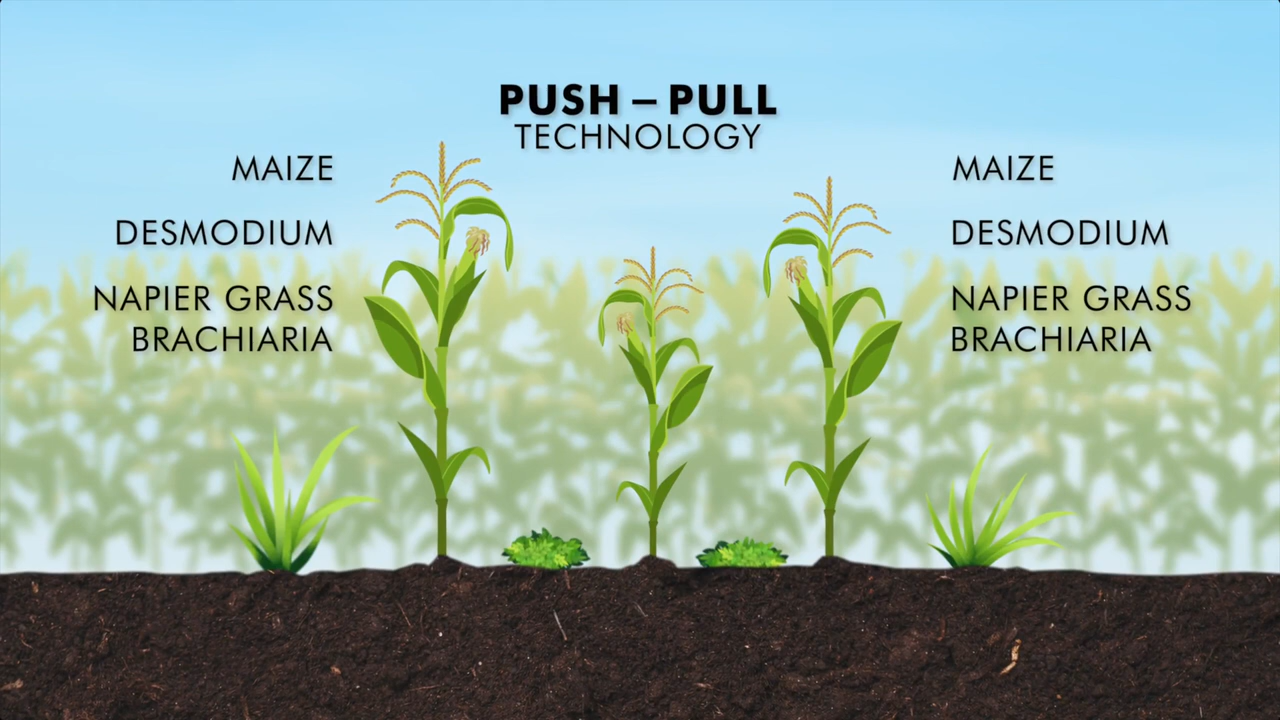 PUSH – PULL
TECHNOLOGY
MAIZE
DESMODIUM
NAPIER GRASS
BRACHIARIA
MAIZE
DESMODIUM
NAPIER GRASS
BRACHIARIA